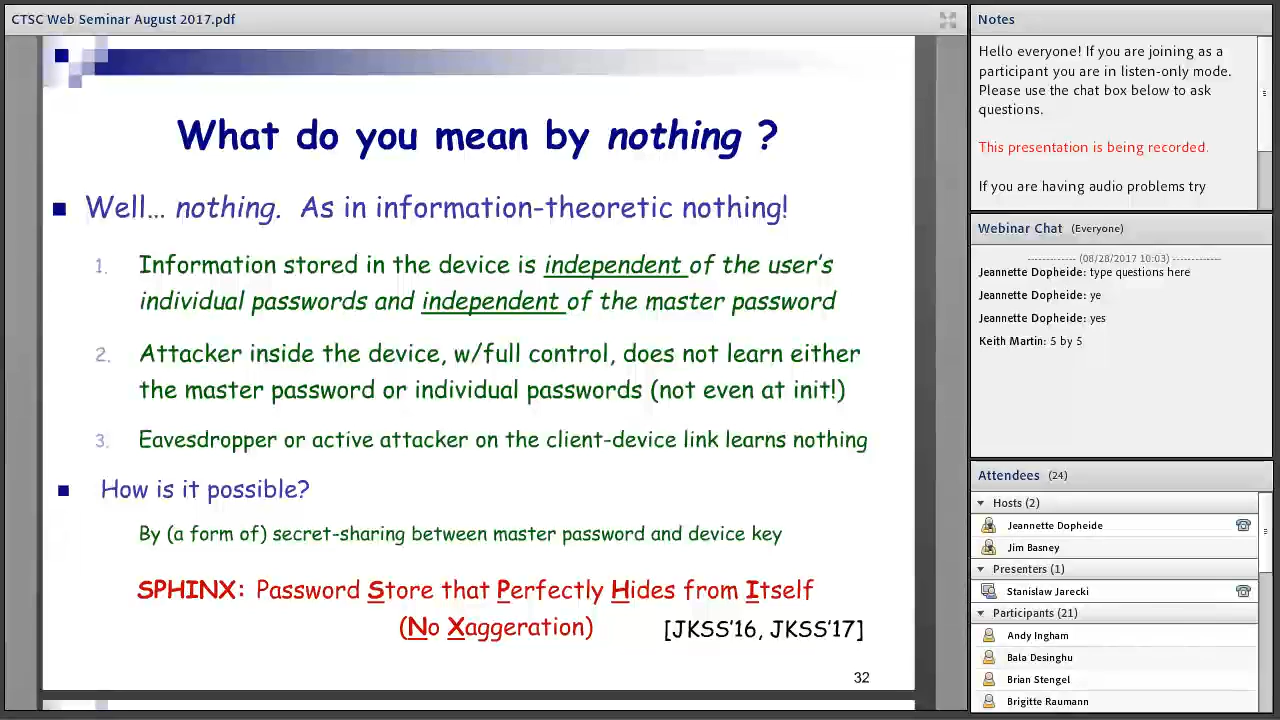 CTSC Web Seminar August 2017.pdf
What do you mean by nothing ?
Well… nothing. As in information-theoretic nothing!
1. Information stored in the device is independent of the user's
individual passwords and independent of the master password
2. Attacker inside the device, w/full control, does not learn either
the master password or individual passwords (not even at init!)
3. Eavesdropper or active attacker on the client-device link learns nothing
How is it possible?
By (a form of) secret-sharing between master password and device key
SPHINX: Password Store that Perfectly Hides from Itself
(No Xaggeration) [JKSS'16, JKSS'17]
32
Notes
Hello everyone! If you are joining as a
participant you are in listen-only mode.
Please use the chat box below to ask
questions.
This presentation is being recorded.
If you are having audio problems try
Webinar Chat (Everyone)
------------------ (08/28/2017 10:03) ------------------
Jeannette Dopheide: type questions here
Jeannette Dopheide: ye
Jeannette Dopheide: yes
Keith Martin: 5 by 5
Attendees (24)
Hosts (2)
Jeannette Dopheide
Jim Basney
Presenters (1)
Stanislaw Jarecki
Participants (21)
Andy Ingham
Bala Desinghu
Brian Stengel
Brigitte Raumann